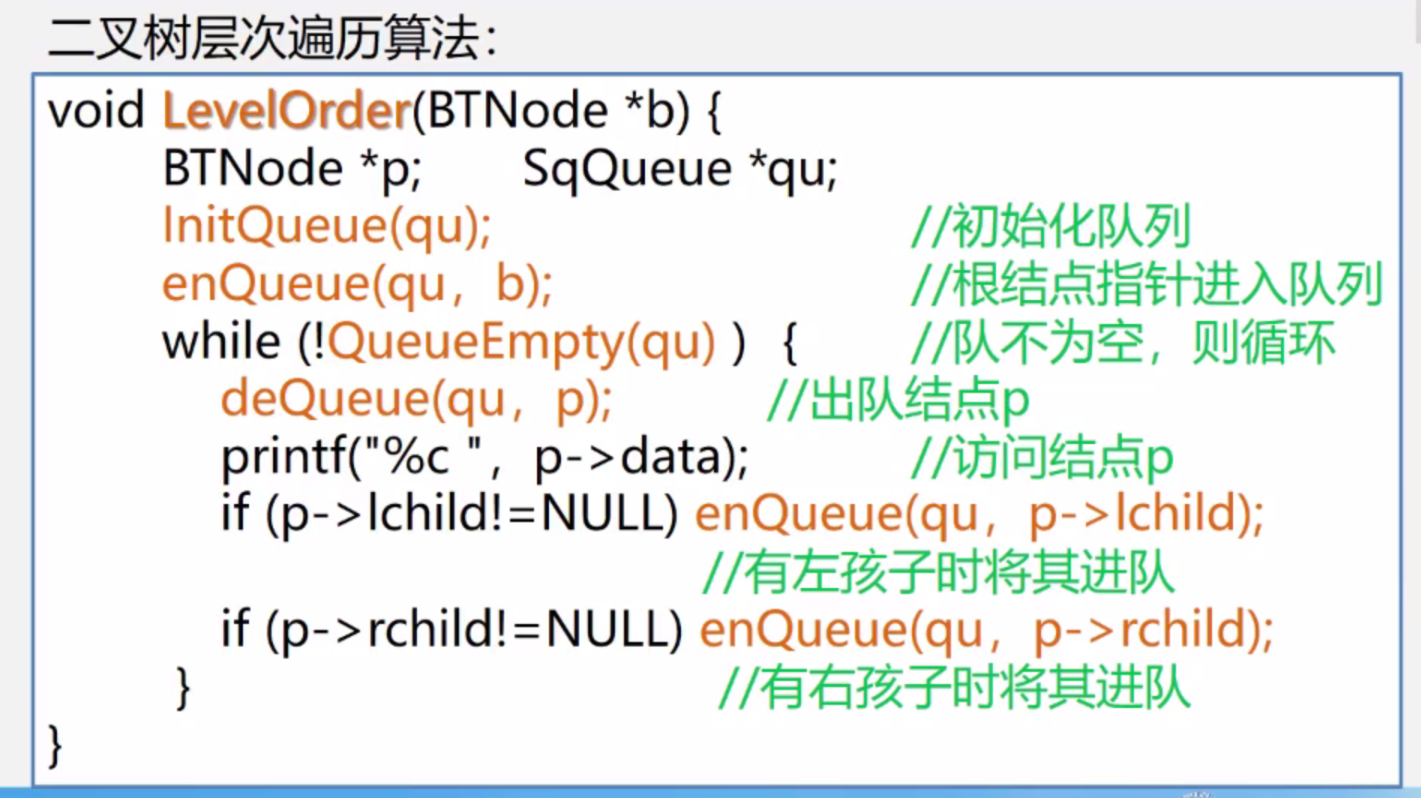 二叉树层次遍历算法：
void LevelOrder(BTNode *b) {
BTNode *p; SqQueue *qu;
InitQueue(qu); //初始化队列
enQueue(qu，b); //根结点指针进入队列
while (!QueueEmpty(qu) ) { //队不为空，则循环
deQueue(qu，p); //出队结点p
printf("%c "，p->data); //访问结点p
if (p->lchild!=NULL) enQueue(qu，p->lchild);
//有左孩子时将其进队
if (p->rchild!=NULL) enQueue(qu，p->rchild);
} //有右孩子时将其进队
}